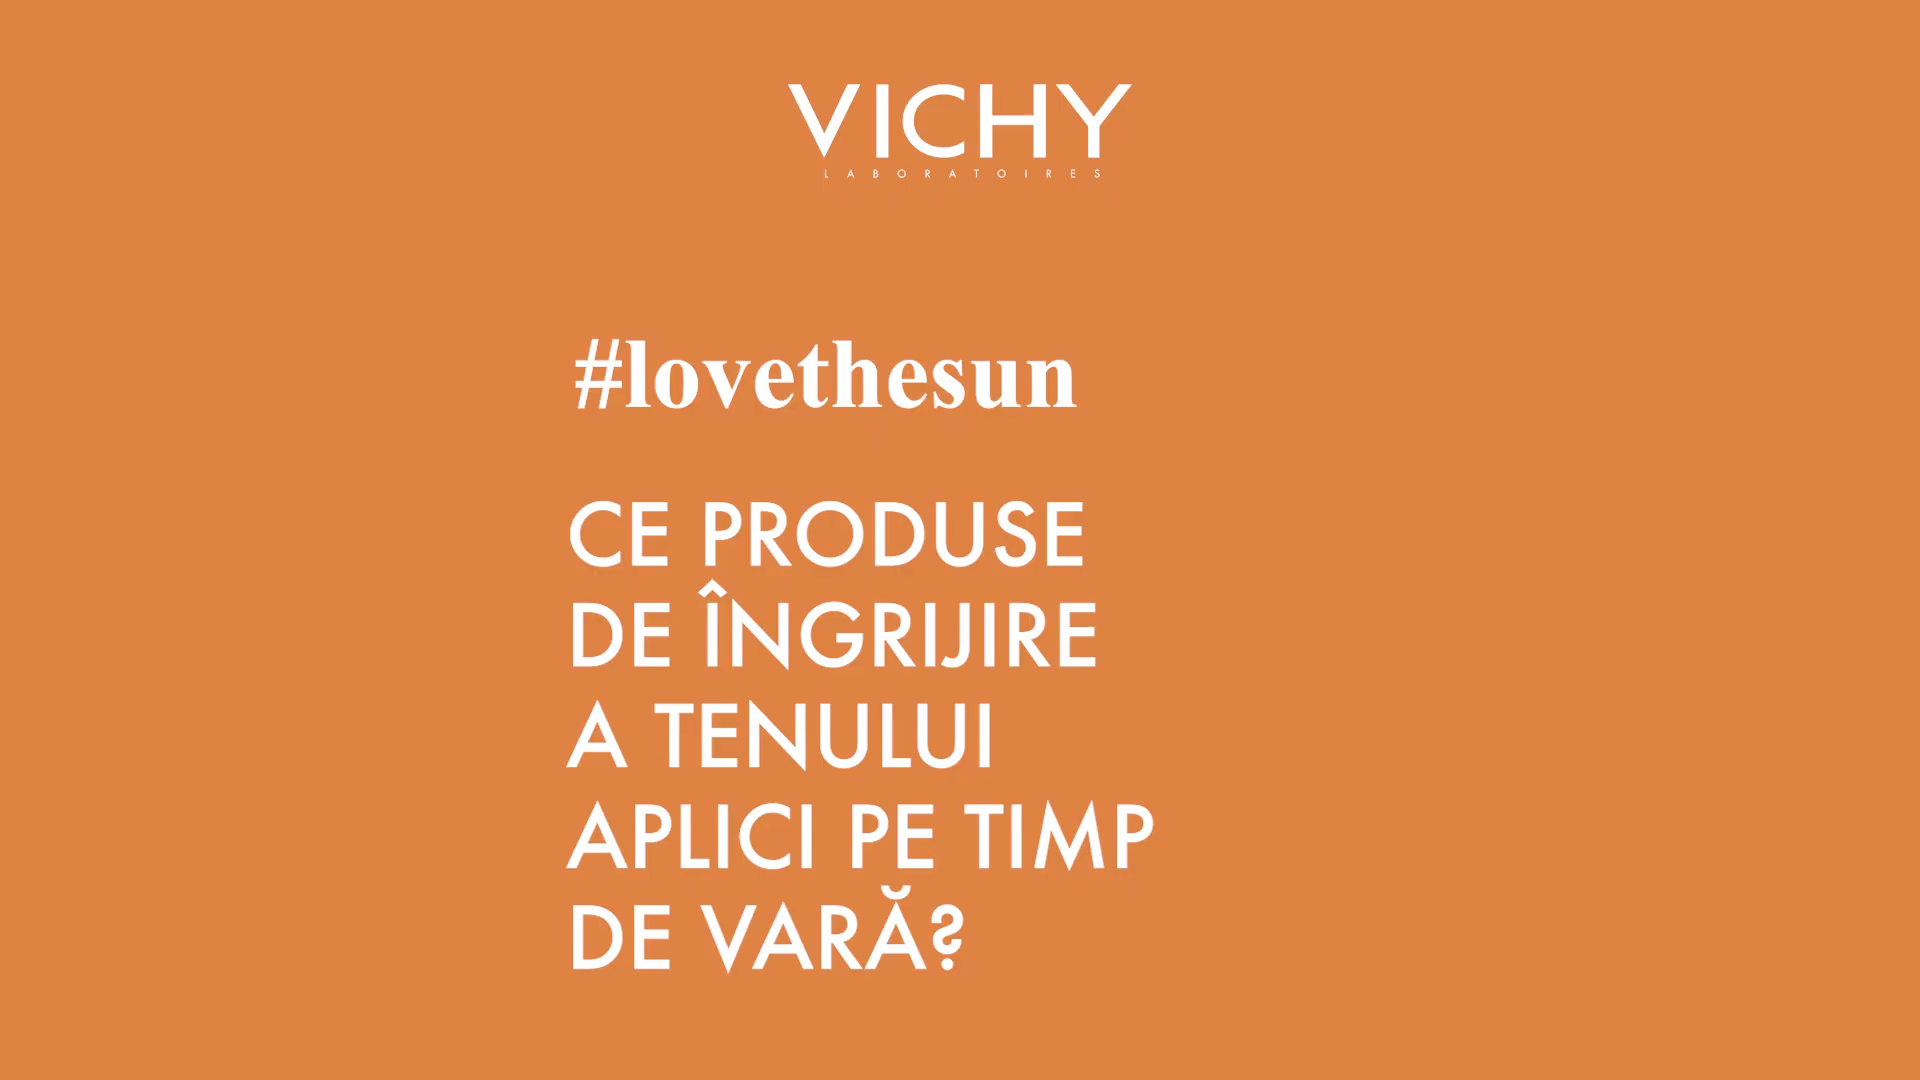 VICHY
LABORATOIRES
#lovethesun
CE PRODUSE
DE ÎNGRIJIRE
A TENULUI
APLICI PE TIMP
DE VARĂ?